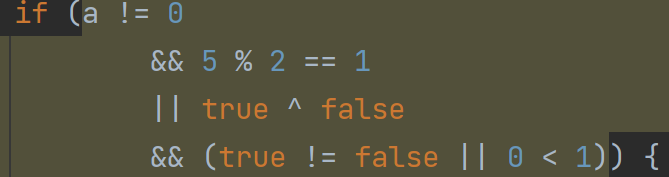 if (a != 0
&& 5 % 2 == 1
|| true ^ false
&& (true != false || 0 < 1)) {